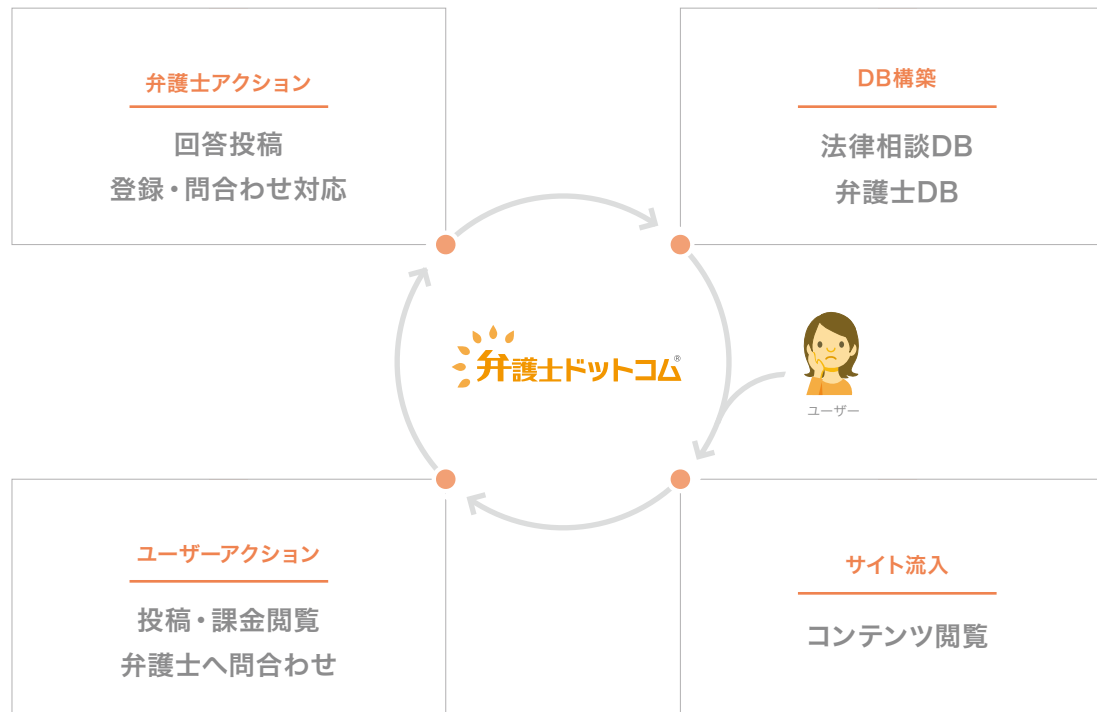 弁護士アクション
回答投稿
登録・問合わせ対応
DB構築
法律相談DB
弁護士DB
弁護士ドットコム®
ユーザー
ユーザーアクション
投稿・課金閲覧
弁護士へ問合わせ
サイト流入
コンテンツ閲覧